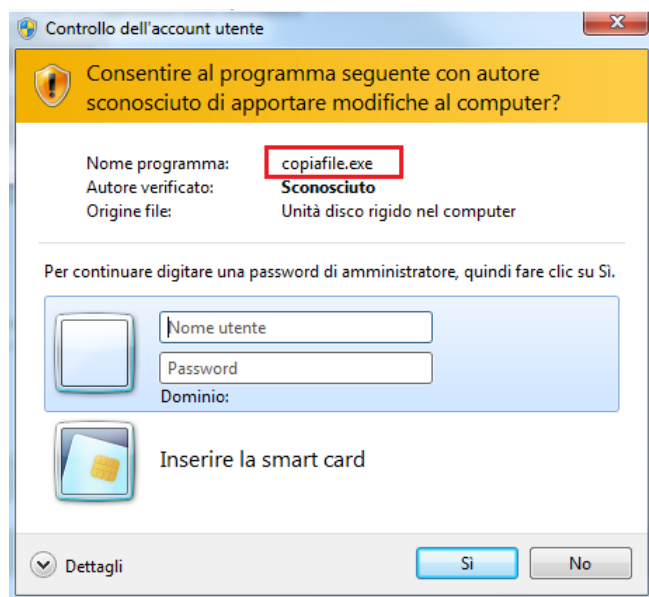 Controllo dell'account utente
Consentire al programma seguente con autore
sconosciuto di apportare modifiche al computer?
Nome programma: copiafile.exe
Autore verificato: Sconosciuto
Origine file: Unità disco rigido nel computer
Per continuare digitare una password di amministratore, quindi fare clic su Sì.
Nome utente
Password
Dominio:
Inserire la smart card
Dettagli Sì No